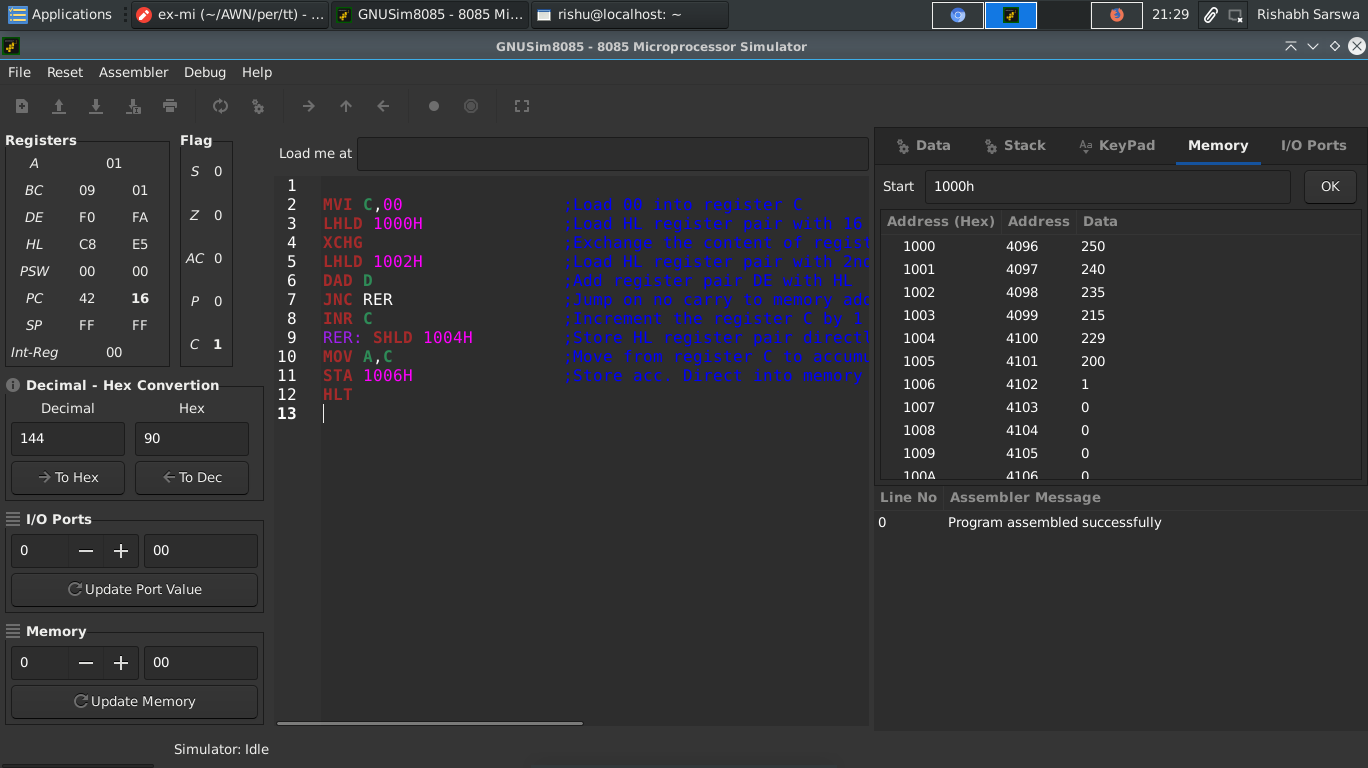 Applications ex-mi (~/AWN/per/tt) - ... GNUSim8085 - 8085 Mi... rishu@localhost: ~ 21:29 Rishabh Sarswa
GNUSim8085 - 8085 Microprocessor Simulator
File Reset Assembler Debug Help
Registers
A 01
BC 09 01
DE F0 FA
HL C8 E5
PSW 00 00
PC 42 16
SP FF FF
Int-Reg 00
Flag
S 0
Z 0
AC 0
P 0
C 1
Decimal - Hex Convertion
Decimal Hex
144 90
To Hex To Dec
I/O Ports
0 00
Update Port Value
Memory
0 00
Update Memory
Load me at
1
2 MVI C,00 ;Load 00 into register C
3 LHLD 1000H ;Load HL register pair with 16
4 XCHG ;Exchange the content of regist
5 LHLD 1002H ;Load HL register pair with 2nd
6 DAD D ;Add register pair DE with HL
7 JNC RER ;Jump on no carry to memory add
8 INR C ;Increment the register C by 1
9 RER: SHLD 1004H ;Store HL register pair directl
10 MOV A,C ;Move from register C to accumu
11 STA 1006H ;Store acc. Direct into memory
12 HLT
13
Data Stack KeyPad Memory I/O Ports
Start 1000h OK
Address (Hex) Address Data
1000 4096 250
1001 4097 240
1002 4098 235
1003 4099 215
1004 4100 229
1005 4101 200
1006 4102 1
1007 4103 0
1008 4104 0
1009 4105 0
100A 4106 0
Line No Assembler Message
0 Program assembled successfully
Simulator: Idle